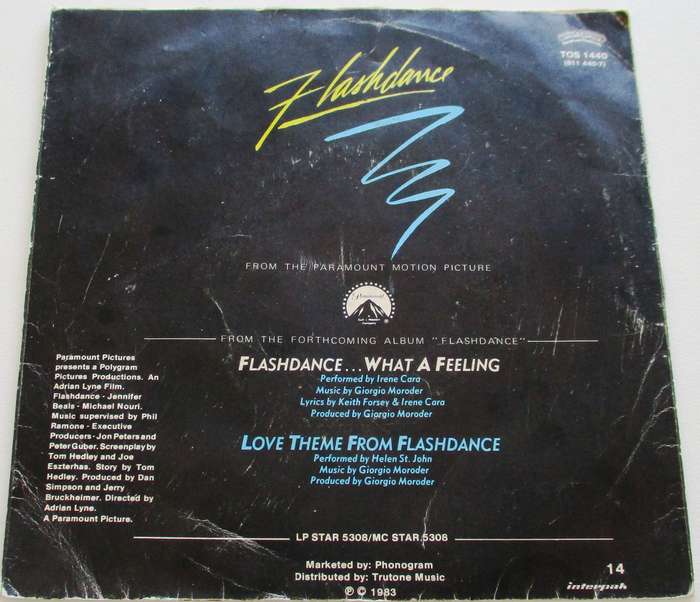 TOS 1440
(811 440-7)
Flashdance
FROM THE PARAMOUNT MOTION PICTURE
Paramount
FROM THE FORTHCOMING ALBUM "FLASHDANCE"
FLASHDANCE...WHAT A FEELING
Performed by Irene Cara
Music by Giorgio Moroder
Lyrics by Keith Forsey & Irene Cara
Produced by Giorgio Moroder
LOVE THEME FROM FLASHDANCE
Performed by Helen St. John
Music by Giorgio Moroder
Produced by Giorgio Moroder
Paramount Pictures
presents a Polygram
Pictures Productions. An
Adrian Lyne Film.
Flashdance - Jennifer
Beals - Michael Nouri.
Music supervised by Phil
Ramone - Executive
Producers - Jon Peters and
Peter Guber. Screenplay by
Tom Hedley and Joe
Eszterhas. Story by Tom
Hedley. Produced by Dan
Simpson and Jerry
Bruckheimer. Directed by
Adrian Lyne.
A Paramount Picture.
LP STAR 5308/MC STAR 5308
Marketed by: Phonogram
Distributed by: Trutone Music
℗ © 1983
14
interpak